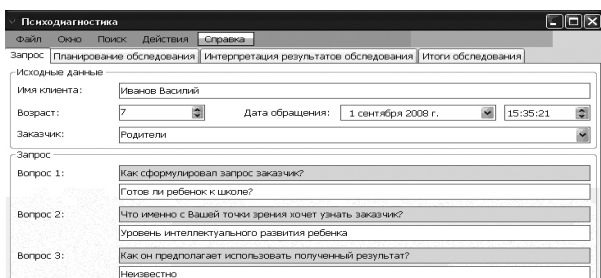 Психодиагностика
Файл Окно Поиск Действия Справка
Запрос Планирование обследования Интерпретация результатов обследования Итоги обследования
Исходные данные
Имя клиента: Иванов Василий
Возраст: 7 Дата обращения: 1 сентября 2008 г. 15:35:21
Заказчик: Родители
Запрос
Вопрос 1: Как сформулировал запрос заказчик?
Готов ли ребенок к школе?
Вопрос 2: Что именно с Вашей точки зрения хочет узнать заказчик?
Уровень интеллектуального развития ребенка
Вопрос 3: Как он предполагает использовать полученный результат?
Неизвестно